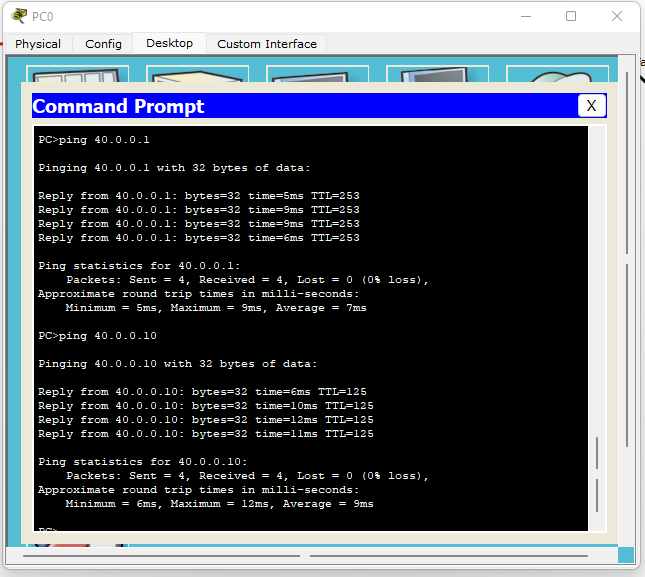 PC0
Physical Config Desktop Custom Interface
Command Prompt X
PC>ping 40.0.0.1
Pinging 40.0.0.1 with 32 bytes of data:
Reply from 40.0.0.1: bytes=32 time=5ms TTL=253
Reply from 40.0.0.1: bytes=32 time=9ms TTL=253
Reply from 40.0.0.1: bytes=32 time=9ms TTL=253
Reply from 40.0.0.1: bytes=32 time=6ms TTL=253
Ping statistics for 40.0.0.1:
Packets: Sent = 4, Received = 4, Lost = 0 (0% loss),
Approximate round trip times in milli-seconds:
Minimum = 5ms, Maximum = 9ms, Average = 7ms
PC>ping 40.0.0.10
Pinging 40.0.0.10 with 32 bytes of data:
Reply from 40.0.0.10: bytes=32 time=6ms TTL=125
Reply from 40.0.0.10: bytes=32 time=10ms TTL=125
Reply from 40.0.0.10: bytes=32 time=12ms TTL=125
Reply from 40.0.0.10: bytes=32 time=11ms TTL=125
Ping statistics for 40.0.0.10:
Packets: Sent = 4, Received = 4, Lost = 0 (0% loss),
Approximate round trip times in milli-seconds:
Minimum = 6ms, Maximum = 12ms, Average = 9ms
PC>